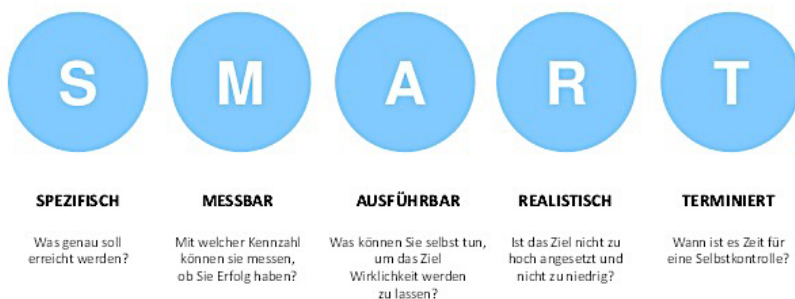 S M A R T
SPEZIFISCH
Was genau soll
erreicht werden?
MESSBAR
Mit welcher Kennzahl
können sie messen,
ob Sie Erfolg haben?
AUSFÜHRBAR
Was können Sie selbst tun,
um das Ziel
Wirklichkeit werden
zu lassen?
REALISTISCH
Ist das Ziel nicht zu
hoch angesetzt und
nicht zu niedrig?
TERMINIERT
Wann ist es Zeit für
eine Selbstkontrolle?